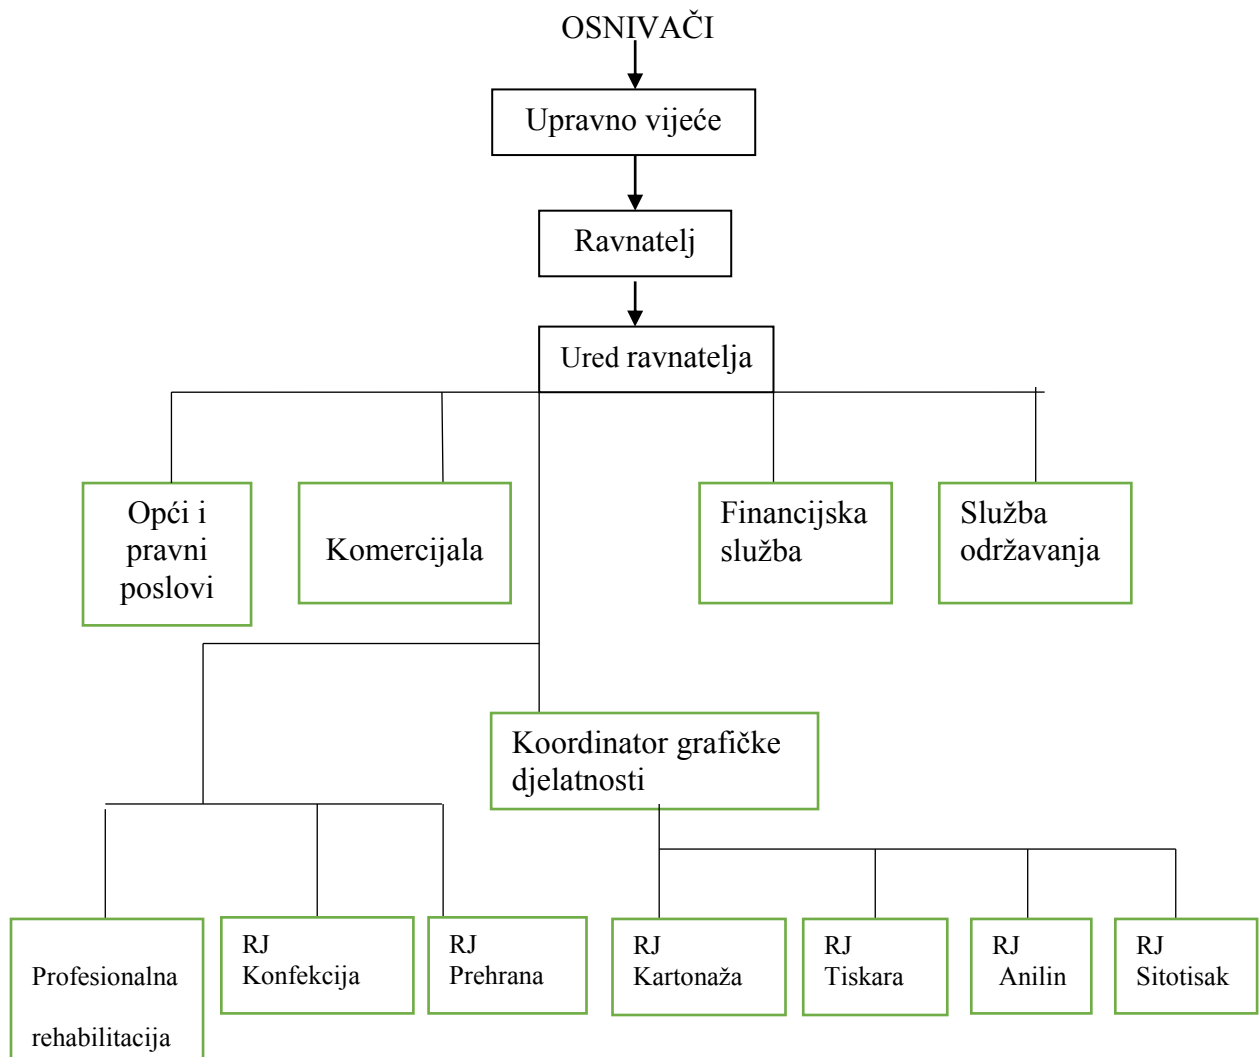 OSNIVAČI
Upravno vijeće
Ravnatelj
Ured ravnatelja
Opći i
pravni
poslovi
Komercijala
Financijska
služba
Služba
održavanja
Koordinator grafičke
djelatnosti
Profesionalna
rehabilitacija
RJ
Konfekcija
RJ
Prehrana
RJ
Kartonaža
RJ
Tiskara
RJ
Anilin
RJ
Sitotisak